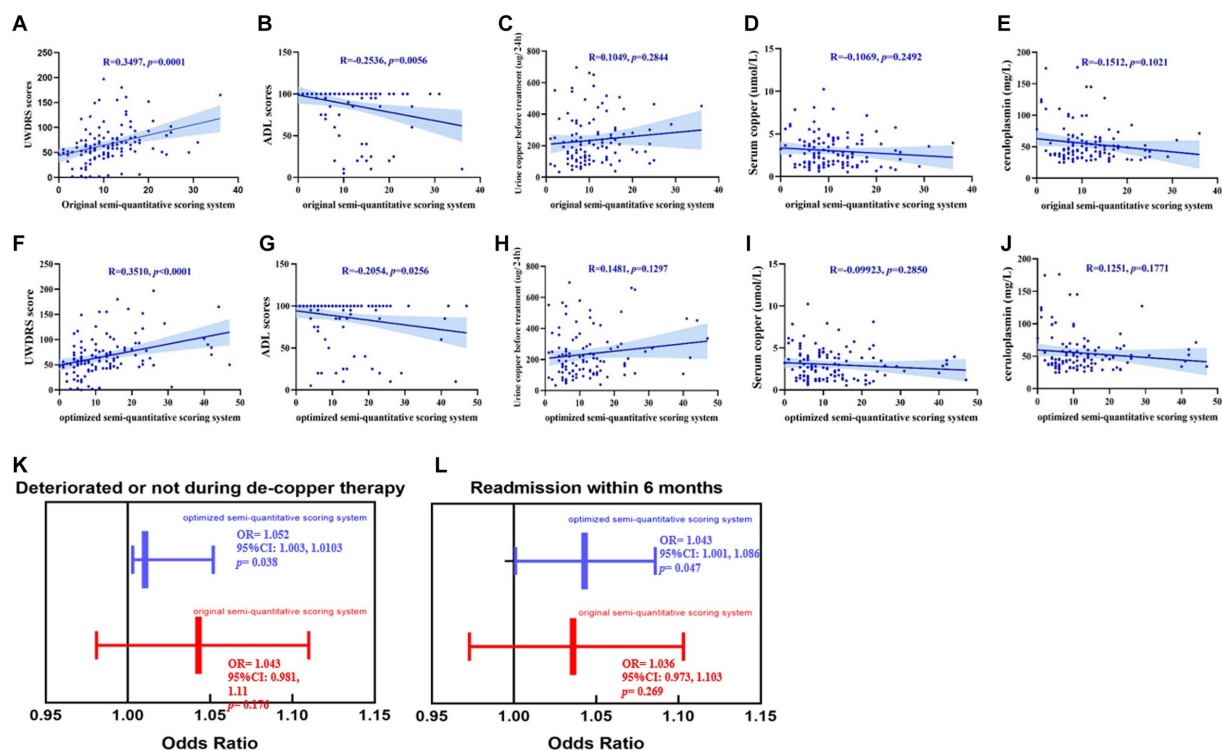 A
R=0.3497, p=0.0001
UWDRS scores
250
200
150
100
50
0
0 10 20 30 40
Original semi-quantitative scoring system
B
R=-0.2536, p=0.0056
ADL scores
150
100
50
0
0 10 20 30 40
original semi-quantitative scoring system
C
R=0.1049, p=0.2844
Urine copper before treatment (ug/24h)
800
600
400
200
0
0 10 20 30 40
original semi-quantitative scoring system
D
R=-0.1069, p=0.2492
Serum copper (umol/L)
15
10
5
0
0 10 20 30 40
original semi-quantitative scoring system
E
R=-0.1512, p=0.1021
ceruloplasmin (mg/L)
200
150
100
50
0
0 10 20 30 40
original semi-quantitative scoring system
F
R=0.3510, p<0.0001
UWDRS score
250
200
150
100
50
0
0 10 20 30 40 50
optimized semi-quantitative scoring system
G
R=-0.2054, p=0.0256
ADL scores
150
100
50
0
0 10 20 30 40 50
optimized semi-quantitative scoring system
H
R=0.1481, p=0.1297
Urine copper before treatment (ug/24h)
800
600
400
200
0
0 10 20 30 40 50
optimized semi-quantitative scoring system
I
R=-0.09923, p=0.2850
Serum copper (umol/L)
15
10
5
0
0 10 20 30 40 50
optimized semi-quantitative scoring system
J
R=0.1251, p=0.1771
ceruloplasmin (mg/L)
200
150
100
50
0
0 10 20 30 40 50
optimized semi-quantitative scoring system
K
Deteriorated or not during de-copper therapy
optimized semi-quantitative scoring system
OR= 1.052
95%CI: 1.003, 1.0103
p= 0.038
original semi-quantitative scoring system
OR= 1.043
95%CI: 0.981,
1.11
p= 0.176
0.95 1.00 1.05 1.10 1.15
Odds Ratio
L
Readmission within 6 months
optimized semi-quantitative scoring system
OR= 1.043
95%CI: 1.001, 1.086
p= 0.047
original semi-quantitative scoring system
OR= 1.036
95%CI: 0.973, 1.103
p= 0.269
0.95 1.00 1.05 1.10 1.15
Odds Ratio